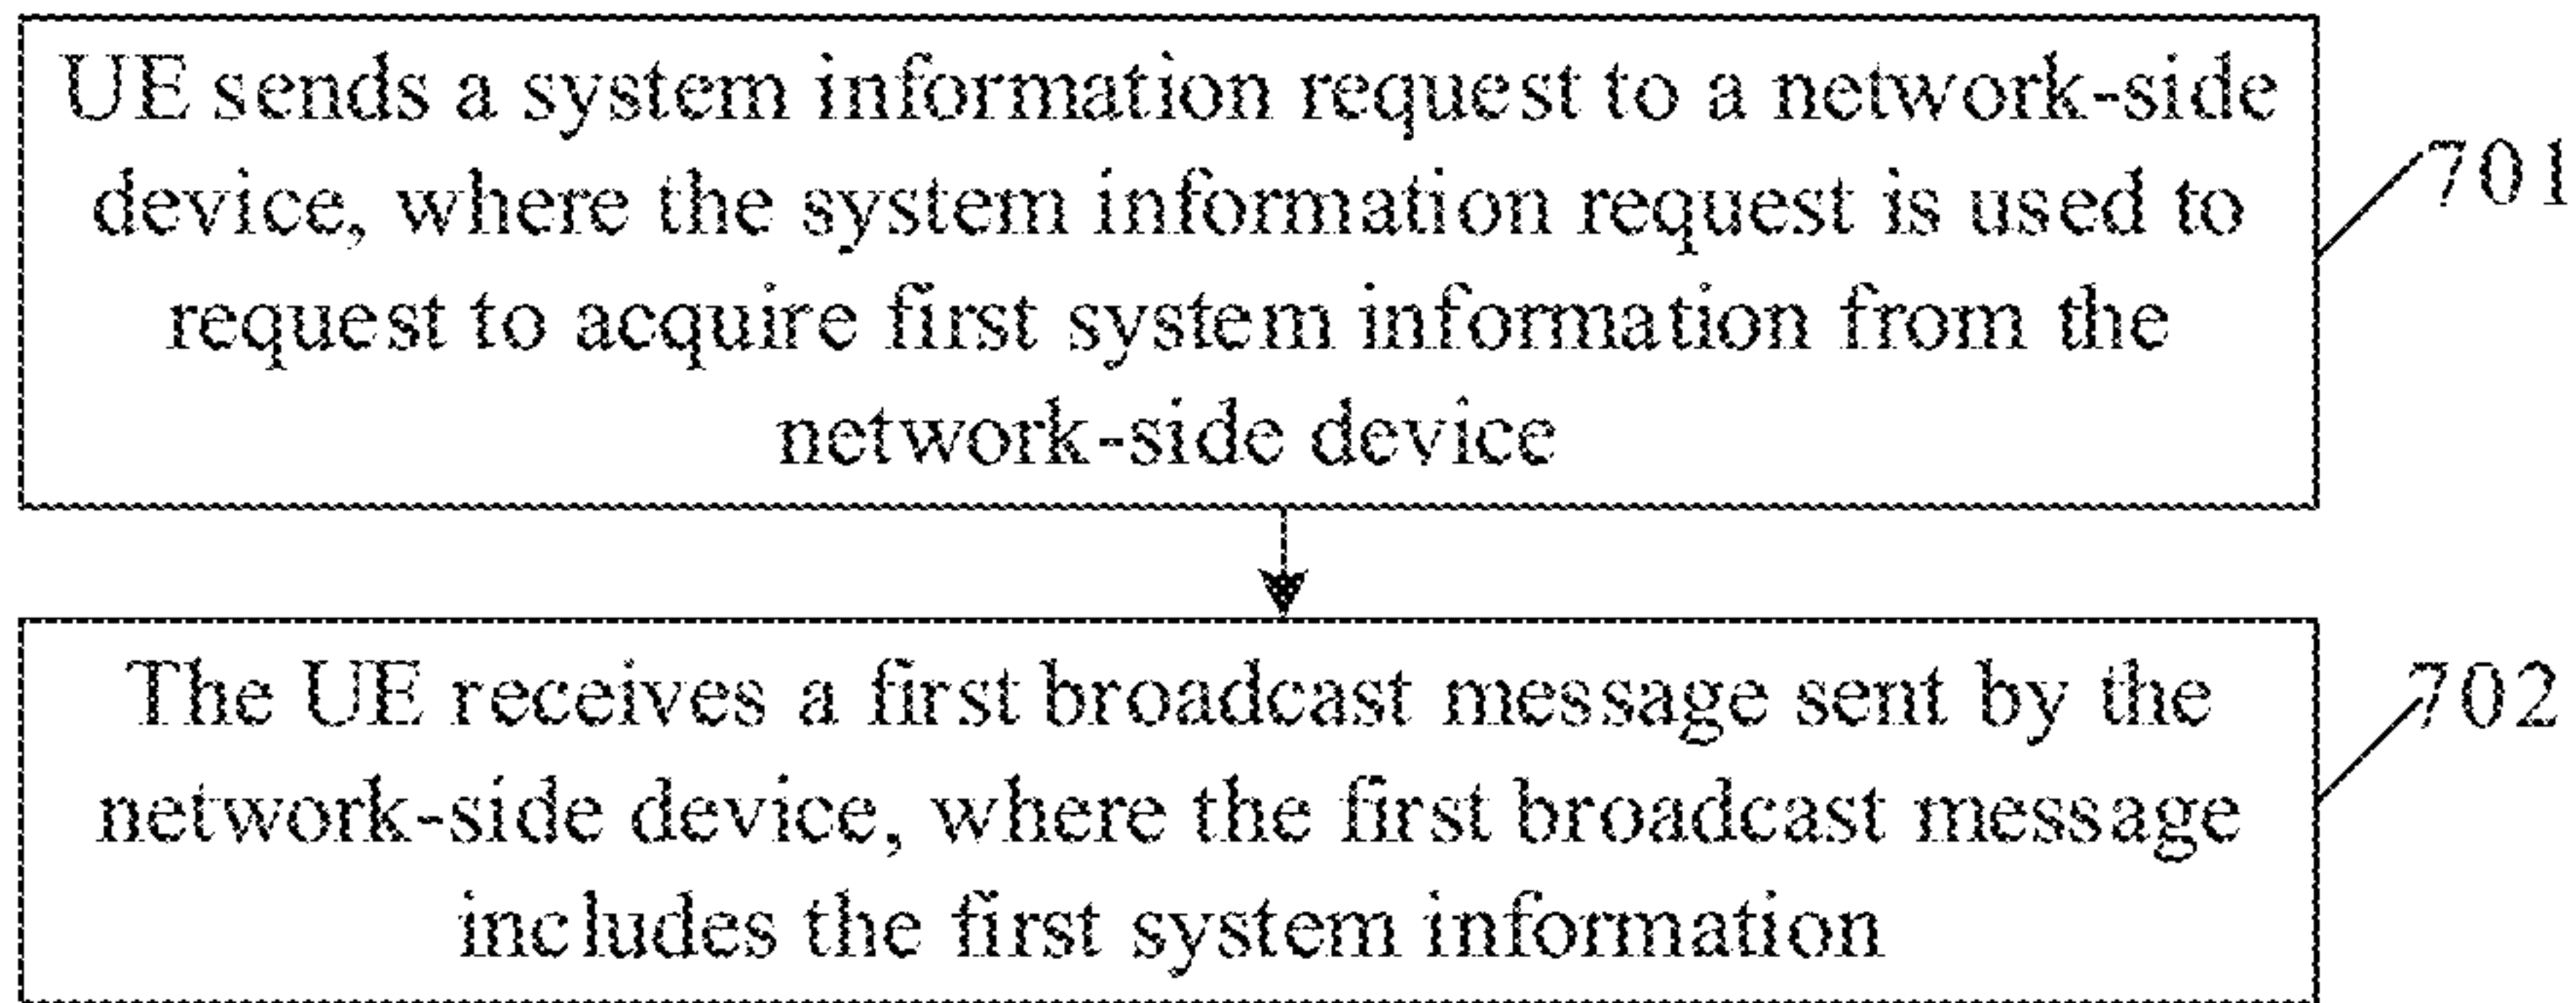 UE sends a system information request to a network-side
device, where the system information request is used to
request to acquire first system information from the
network-side device
701
The UE receives a first broadcast message sent by the
network-side device, where the first broadcast message
includes the first system information
702